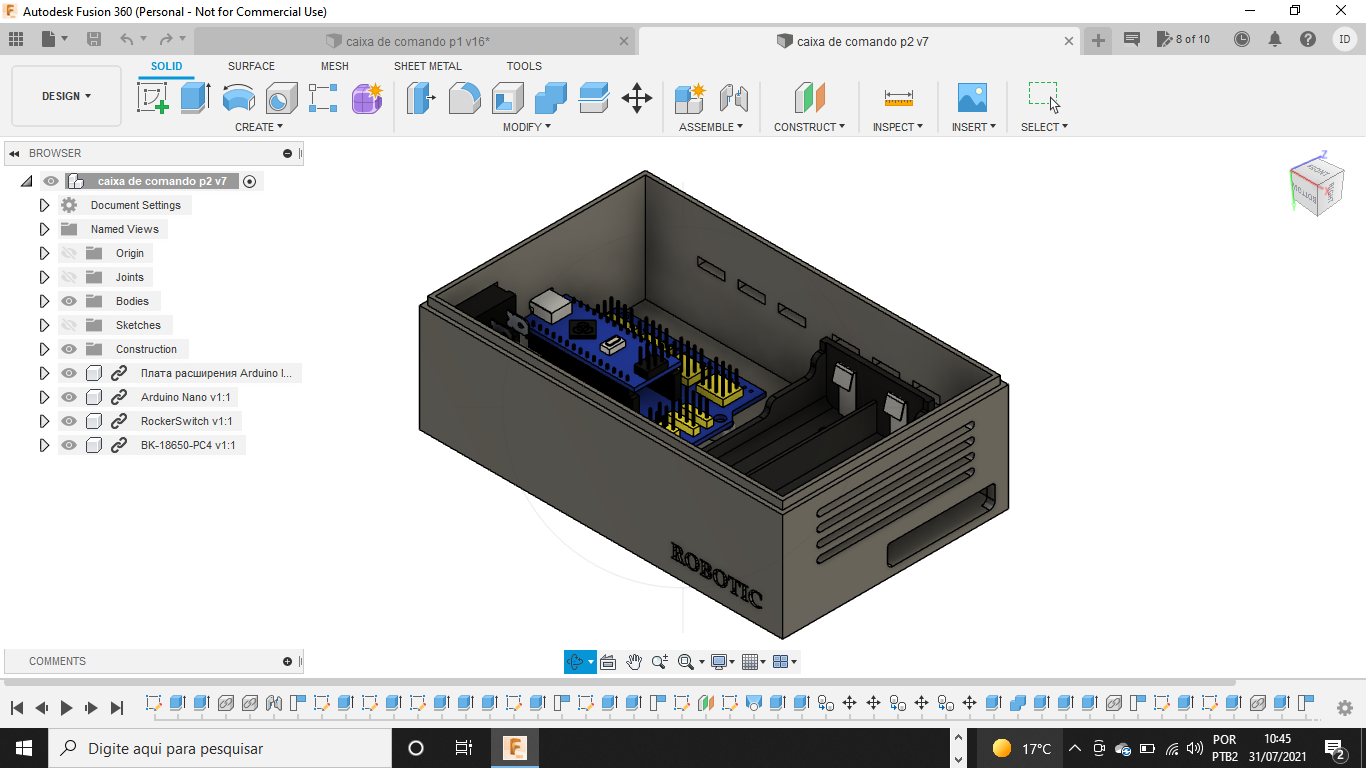 Autodesk Fusion 360 (Personal - Not for Commercial Use)
caixa de comando p1 v16*
caixa de comando p2 v7
8 of 10
ID
DESIGN
SOLID
SURFACE
MESH
SHEET METAL
TOOLS
CREATE
MODIFY
ASSEMBLE
CONSTRUCT
INSPECT
INSERT
SELECT
BROWSER
caixa de comando p2 v7
Document Settings
Named Views
Origin
Joints
Bodies
Sketches
Construction
Плата расширения Arduino I...
Arduino Nano v1:1
RockerSwitch v1:1
BK-18650-PC4 v1:1
Z
FRONT
BOTTOM
ROBOTIC
COMMENTS
Digite aqui para pesquisar
17°C
POR
PTB2
10:45
31/07/2021
2